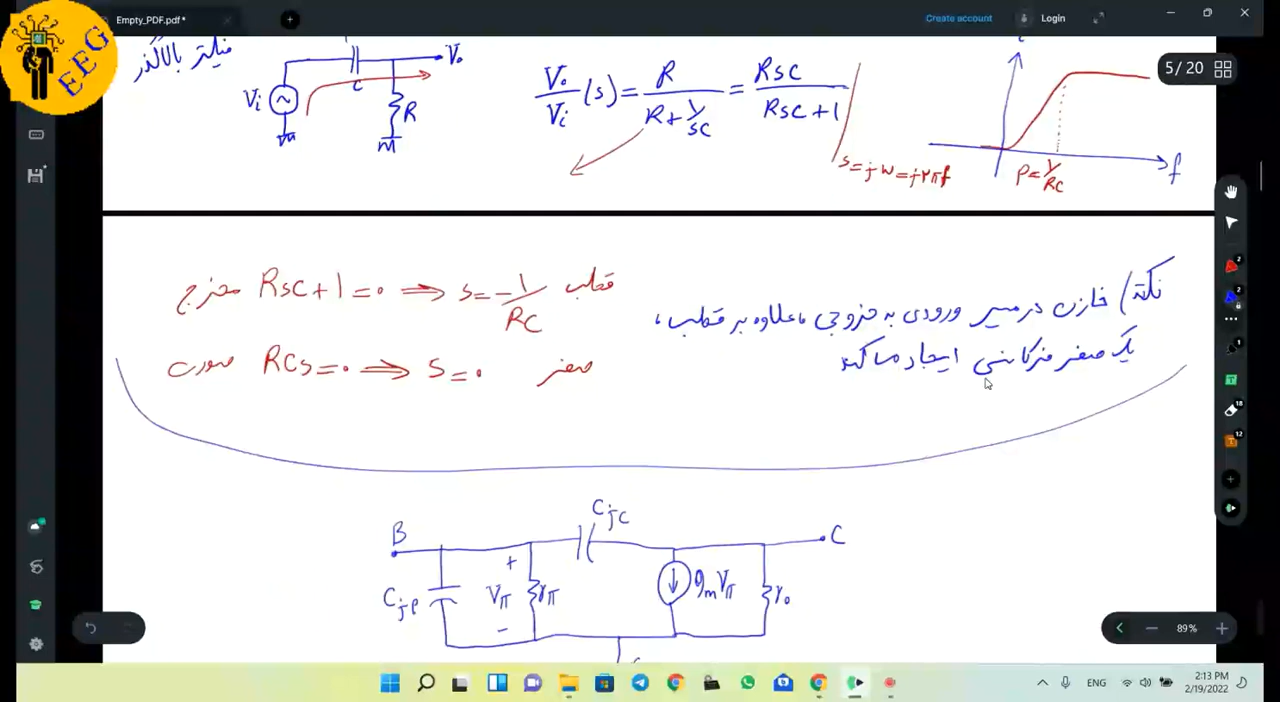 Empty_PDF.pdf*
Create account
Login
EEG
5/20
فیلتر بالاگذر
Vi
C
R
Vo
Vo/Vi (s) = R/(R + 1/SC) = RSC/(RSC + 1) | s=jω=j۲πf
P = 1/RC
f
نکته) خازن در مسیر ورودی به خروجی، علاوه بر قطب،
یک صفر فرکانسی ایجاد می کند
مخرج RSC+1=0 ⟹ S=-1/RC قطب
صورت RCS=0 ⟹ S=0 صفر
B
Cje
+
Vπ
-
rπ
Cjc
gmVπ
ro
C
89%
ENG
2:13 PM
2/19/2022